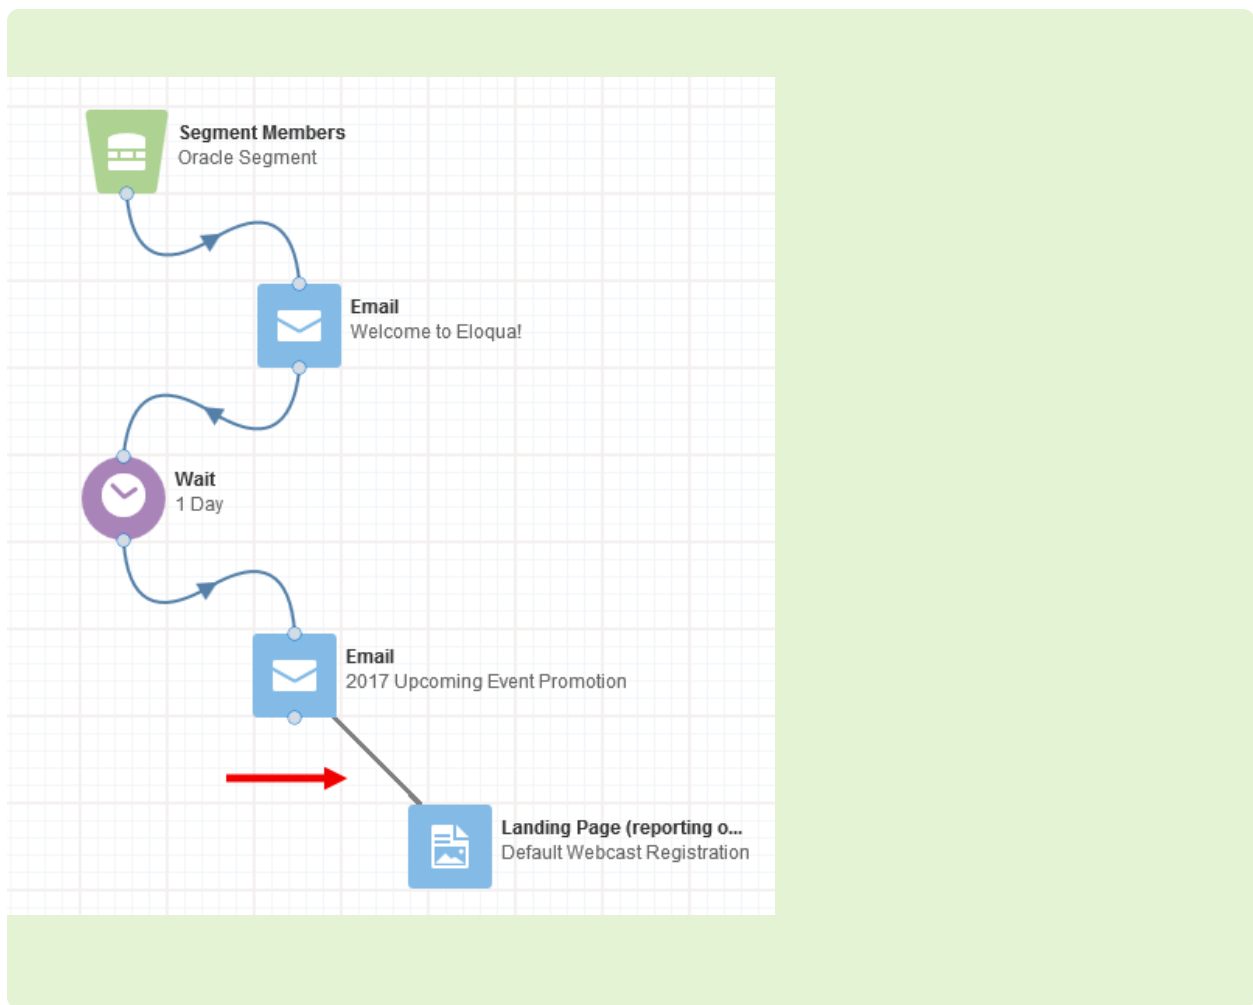 Segment Members
Oracle Segment
Email
Welcome to Eloqua!
Wait
1 Day
Email
2017 Upcoming Event Promotion
Landing Page (reporting o...
Default Webcast Registration